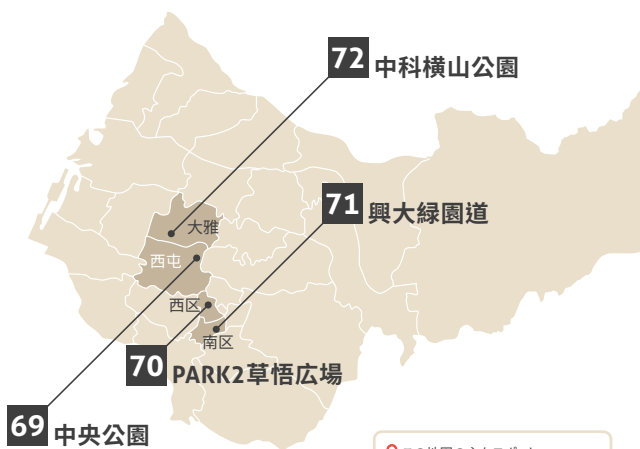 72 中科横山公園
71 興大緑園道
大雅
西屯
西区
南区
70 PARK2草悟広場
69 中央公園